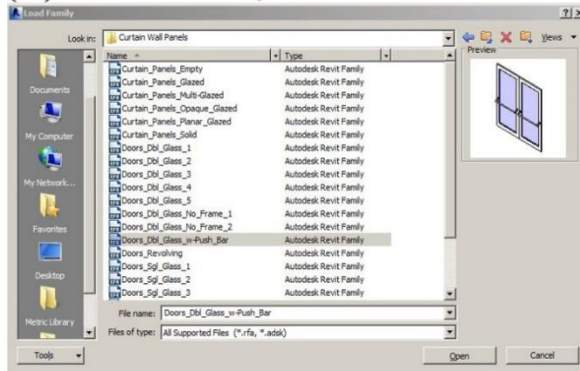 Load Family
Look in: Curtain Wall Panels Views
Preview
Name Type
Documents
My Computer
My Network...
Favorites
Desktop
Metric Library
Curtain_Panels_Empty Autodesk Revit Family
Curtain_Panels_Glazed Autodesk Revit Family
Curtain_Panels_Multi-Glazed Autodesk Revit Family
Curtain_Panels_Opaque_Glazed Autodesk Revit Family
Curtain_Panels_Planar_Glazed Autodesk Revit Family
Curtain_Panels_Solid Autodesk Revit Family
Doors_Dbl_Glass_1 Autodesk Revit Family
Doors_Dbl_Glass_2 Autodesk Revit Family
Doors_Dbl_Glass_3 Autodesk Revit Family
Doors_Dbl_Glass_4 Autodesk Revit Family
Doors_Dbl_Glass_5 Autodesk Revit Family
Doors_Dbl_Glass_No_Frame_1 Autodesk Revit Family
Doors_Dbl_Glass_No_Frame_2 Autodesk Revit Family
Doors_Dbl_Glass_w-Push_Bar Autodesk Revit Family
Doors_Revolving Autodesk Revit Family
Doors_Sgl_Glass_1 Autodesk Revit Family
Doors_Sgl_Glass_2 Autodesk Revit Family
Doors_Sgl_Glass_3 Autodesk Revit Family
File name: Doors_Dbl_Glass_w-Push_Bar
Files of type: All Supported Files (*.rfa, *.adsk)
Tools Open Cancel